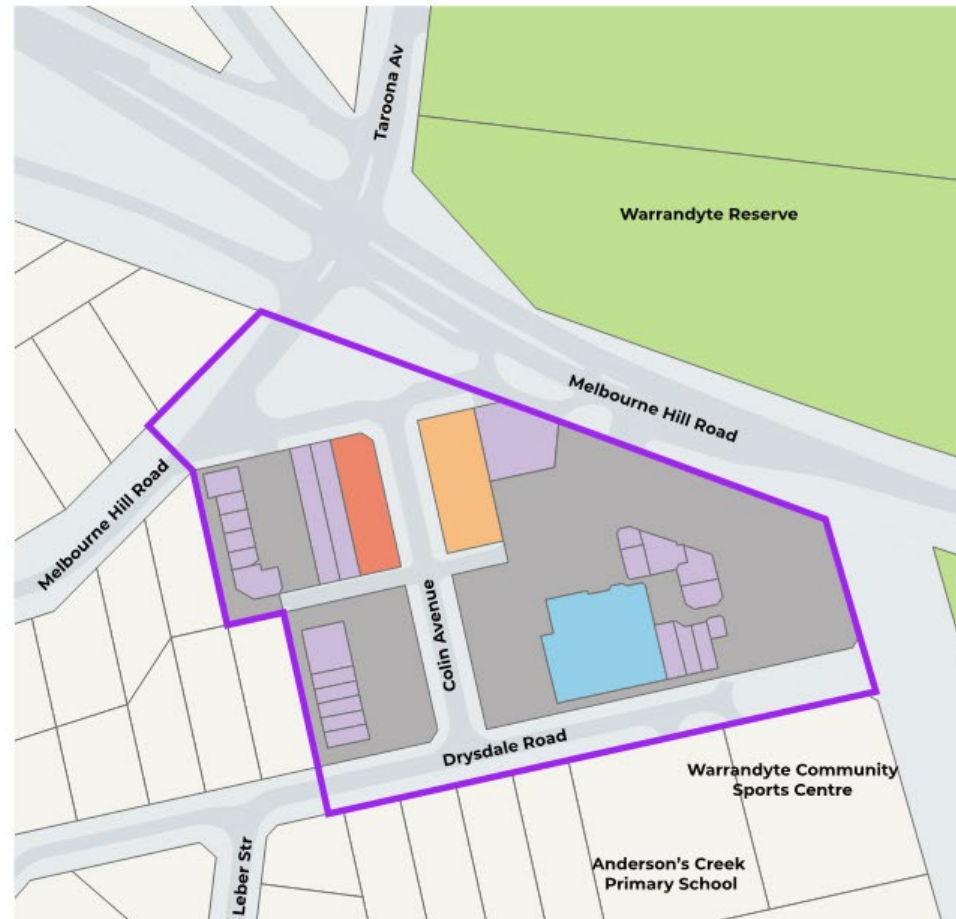 Taroona Av
Warrandyte Reserve
Melbourne Hill Road
Melbourne Hill Road
Colin Avenue
Drysdale Road
Warrandyte Community
Sports Centre
Leber Str
Anderson's Creek
Primary School